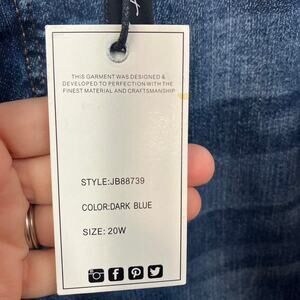 THIS GARMENT WAS DESIGNED &
DEVELOPED TO PERFECTION WITH THE
FINEST MATERIAL AND CRAFTSMANSHIP
STYLE:JB88739
COLOR:DARK BLUE
SIZE: 20W